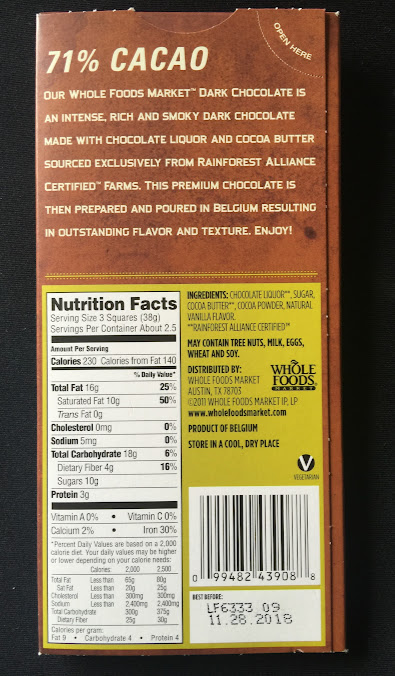 OPEN HERE
71% CACAO
OUR WHOLE FOODS MARKET™ DARK CHOCOLATE IS
AN INTENSE, RICH AND SMOKY DARK CHOCOLATE
MADE WITH CHOCOLATE LIQUOR AND COCOA BUTTER
SOURCED EXCLUSIVELY FROM RAINFOREST ALLIANCE
CERTIFIED™ FARMS. THIS PREMIUM CHOCOLATE IS
THEN PREPARED AND POURED IN BELGIUM RESULTING
IN OUTSTANDING FLAVOR AND TEXTURE. ENJOY!
Nutrition Facts
Serving Size 3 Squares (38g)
Servings Per Container About 2.5
Amount Per Serving
Calories 230 Calories from Fat 140
% Daily Value*
Total Fat 16g 25%
Saturated Fat 10g 50%
Trans Fat 0g
Cholesterol 0mg 0%
Sodium 5mg 0%
Total Carbohydrate 18g 6%
Dietary Fiber 4g 16%
Sugars 10g
Protein 3g
Vitamin A 0% • Vitamin C 0%
Calcium 2% • Iron 30%
*Percent Daily Values are based on a 2,000
calorie diet. Your daily values may be higher
or lower depending on your calorie needs:
Calories: 2,000 2,500
Total Fat Less than 65g 80g
Sat Fat Less than 20g 25g
Cholesterol Less than 300mg 300mg
Sodium Less than 2,400mg 2,400mg
Total Carbohydrate 300g 375g
Dietary Fiber 25g 30g
Calories per gram:
Fat 9 • Carbohydrate 4 • Protein 4
INGREDIENTS: CHOCOLATE LIQUOR**, SUGAR,
COCOA BUTTER**, COCOA POWDER, NATURAL
VANILLA FLAVOR.
**RAINFOREST ALLIANCE CERTIFIED™
MAY CONTAIN TREE NUTS, MILK, EGGS,
WHEAT AND SOY.
DISTRIBUTED BY:
WHOLE FOODS MARKET
AUSTIN, TX 78703
©2011 WHOLE FOODS MARKET IP, LP
www.wholefoodsmarket.com
WHOLE
FOODS
MARKET
PRODUCT OF BELGIUM
STORE IN A COOL, DRY PLACE
V
VEGETARIAN
0 99482 43908 8
BEST BEFORE:
LF6333 09
11.28.2018